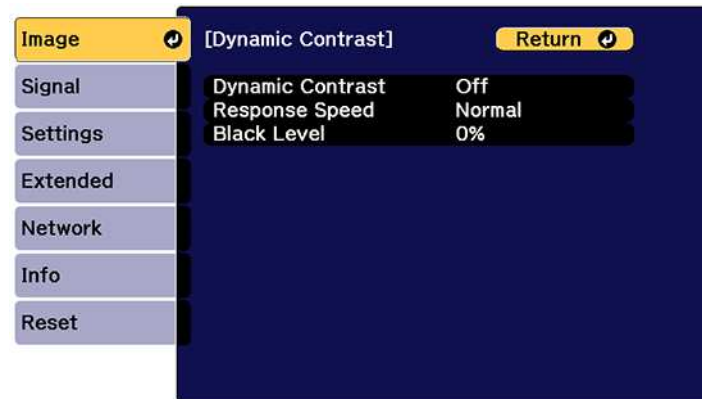 Image
Signal
Settings
Extended
Network
Info
Reset
[Dynamic Contrast] Return
Dynamic Contrast Off
Response Speed Normal
Black Level 0%